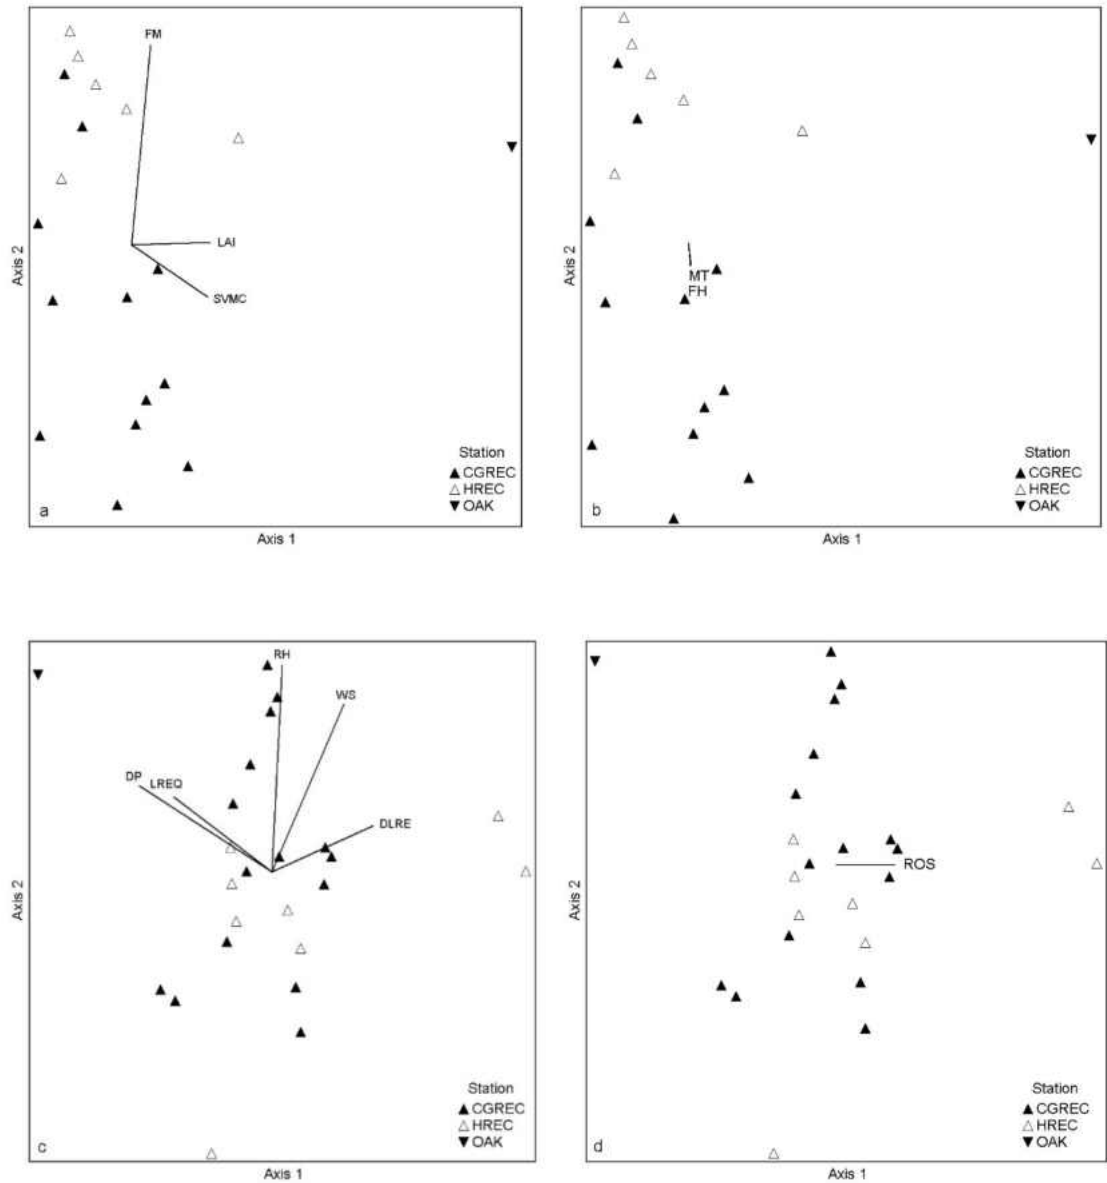 FM
LAI
SVMC
Axis 2
Station
▲ CGREC
△ HREC
▼ OAK
a
Axis 1
MT
FH
Axis 2
Station
▲ CGREC
△ HREC
▼ OAK
b
Axis 1
RH
WS
DP
LREQ
DLRE
Axis 2
Station
▲ CGREC
△ HREC
▼ OAK
c
Axis 1
ROS
Axis 2
Station
▲ CGREC
△ HREC
▼ OAK
d
Axis 1